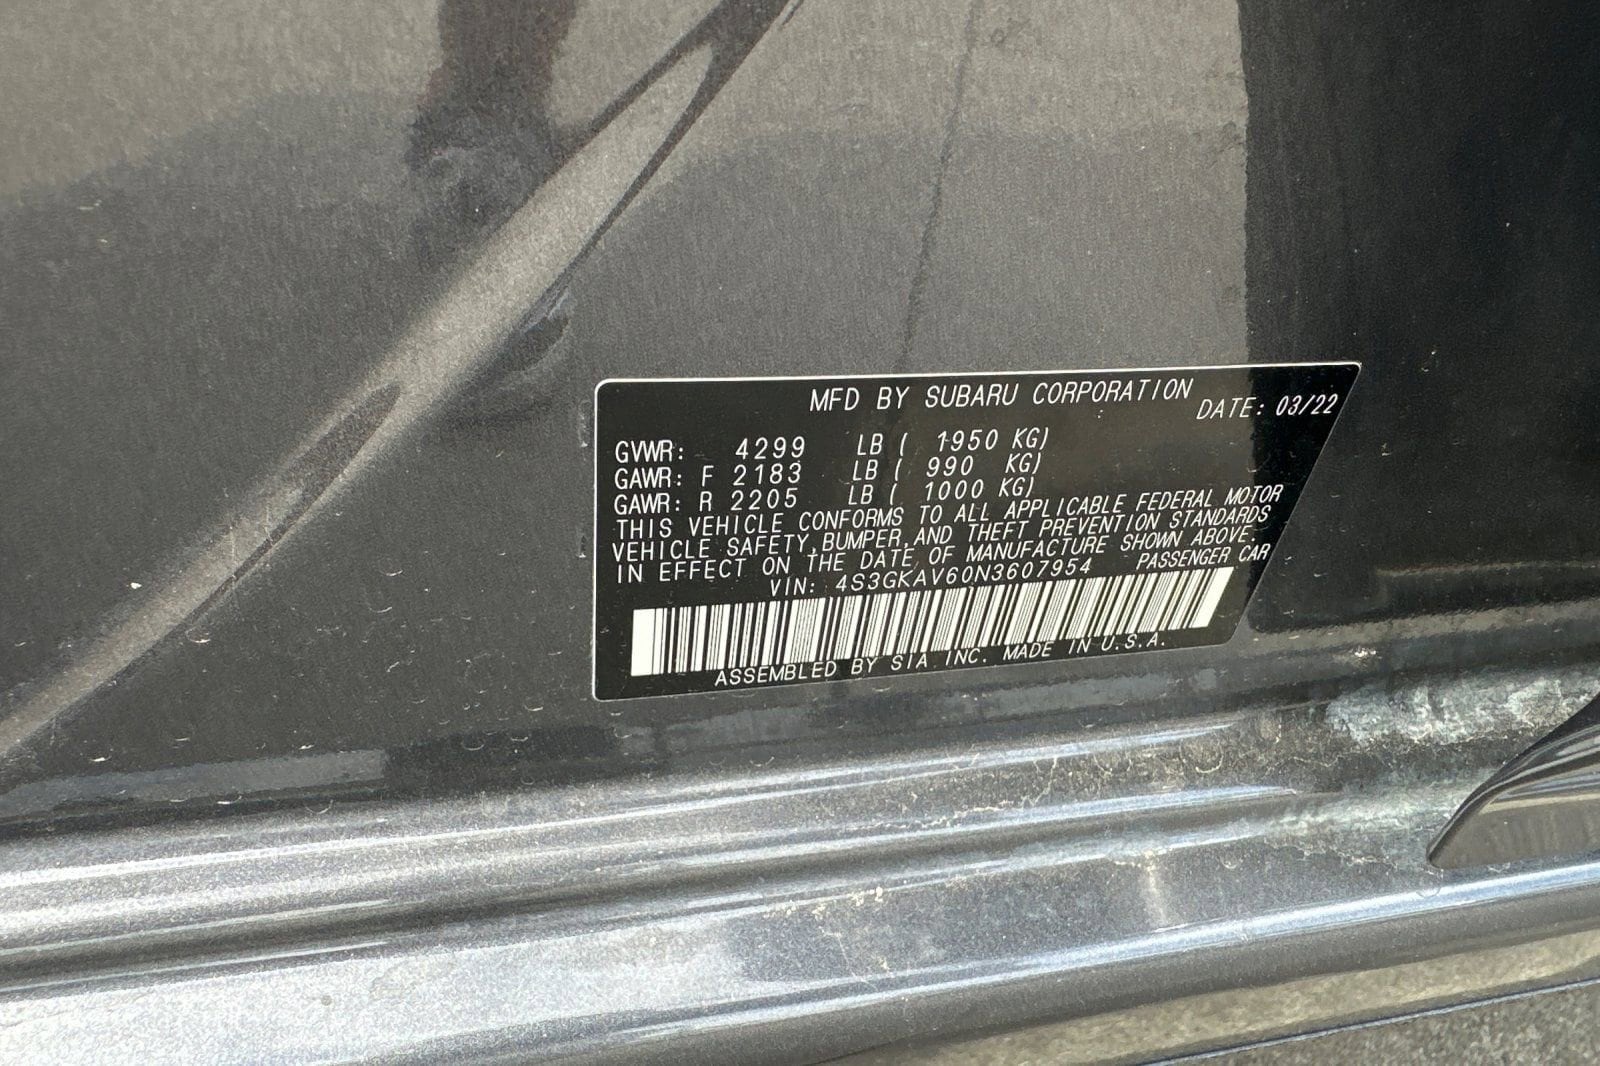 MFD BY SUBARU CORPORATION
DATE: 03/22
GVWR: 4299 LB ( 1950 KG)
GAWR: F 2183 LB ( 990 KG)
GAWR: R 2205 LB ( 1000 KG)
THIS VEHICLE CONFORMS TO ALL APPLICABLE FEDERAL MOTOR
VEHICLE SAFETY, BUMPER, AND THEFT PREVENTION STANDARDS
IN EFFECT ON THE DATE OF MANUFACTURE SHOWN ABOVE.
VIN: 4S3GKAV60N3607954 PASSENGER CAR
ASSEMBLED BY SIA INC. MADE IN U.S.A.